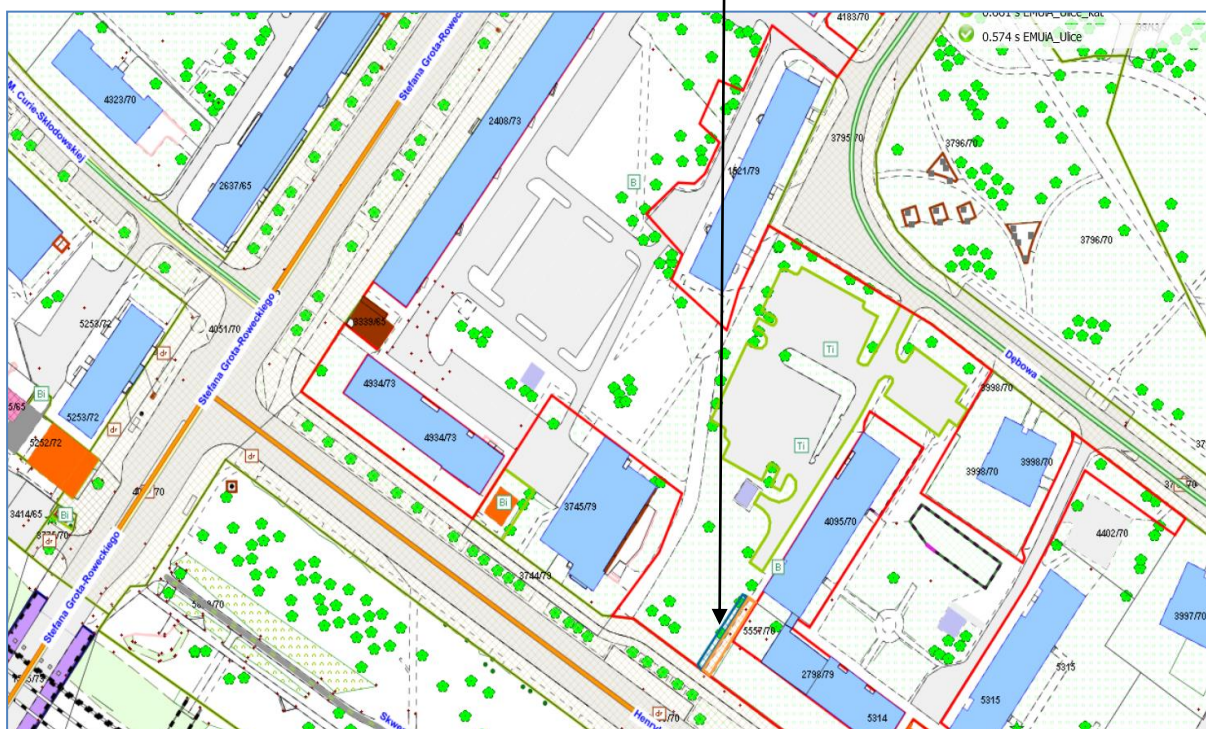 4183/70
0.574 s EMUiA_Ulice
Stefana Grota-Roweckiego
4323/70
M. Curie-Skłodowskiej
2408/73
3795/70
3796/70
1521/79
2637/65
B
3796/70
Stefana Grota-Roweckiego
5253/72
4051/70
3339/65
dr
Ti
Dębowa
4934/73
3998/70
Bi
5253/72
4934/73
dr
Ti
3998/70
3998/70
5252/72
dr
Bi
3745/79
4095/70
3414/65
Bi
4402/70
dr
Stefana Grota-Roweckiego
3744/79
B
3997/70
5557/70
2798/79
5315
5315
5314
dr